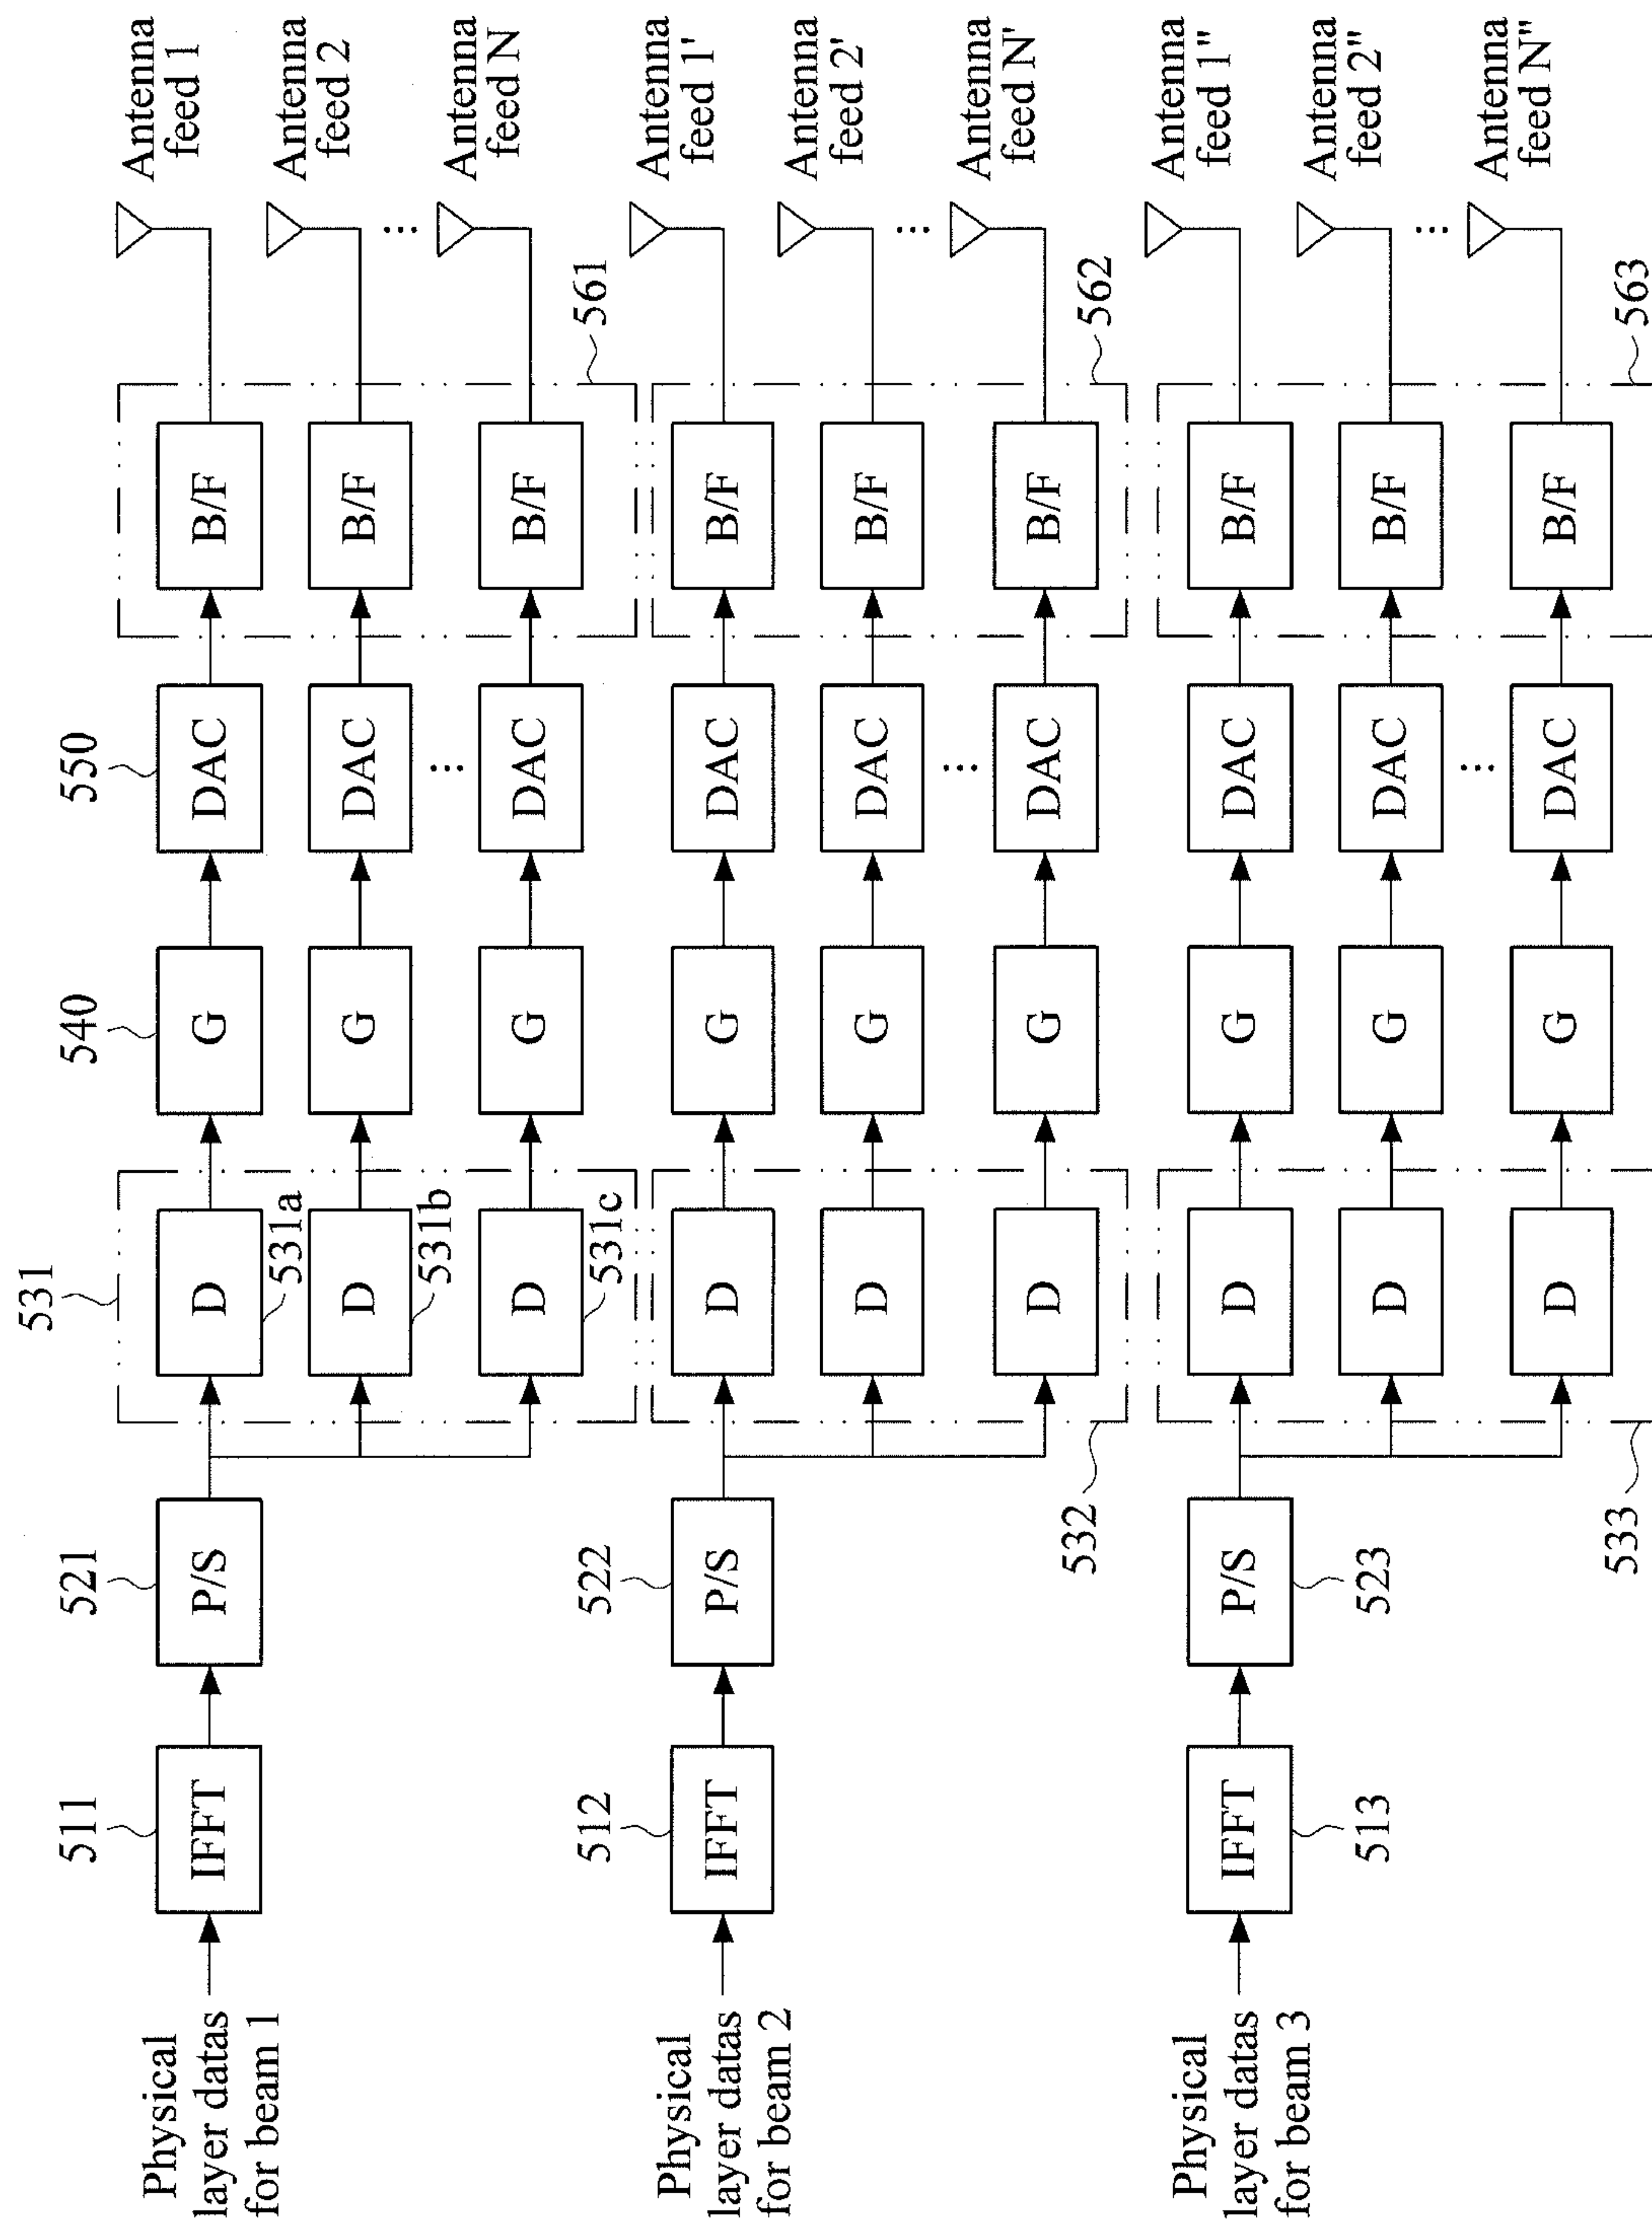 Physical
layer datas
for beam 1
511
IFFT
521
P/S
531
D
531a
D
531b
D
531c
540
G
G
G
550
DAC
DAC
...
DAC
B/F
B/F
B/F
561
Antenna
feed 1
Antenna
feed 2
...
Antenna
feed N
Physical
layer datas
for beam 2
512
IFFT
522
P/S
532
D
D
D
G
G
G
DAC
DAC
...
DAC
B/F
B/F
B/F
562
Antenna
feed 1'
Antenna
feed 2'
...
Antenna
feed N'
Physical
layer datas
for beam 3
IFFT
513
P/S
523
D
D
D
533
G
G
G
DAC
DAC
...
DAC
B/F
B/F
B/F
563
Antenna
feed 1"
Antenna
feed 2"
...
Antenna
feed N"